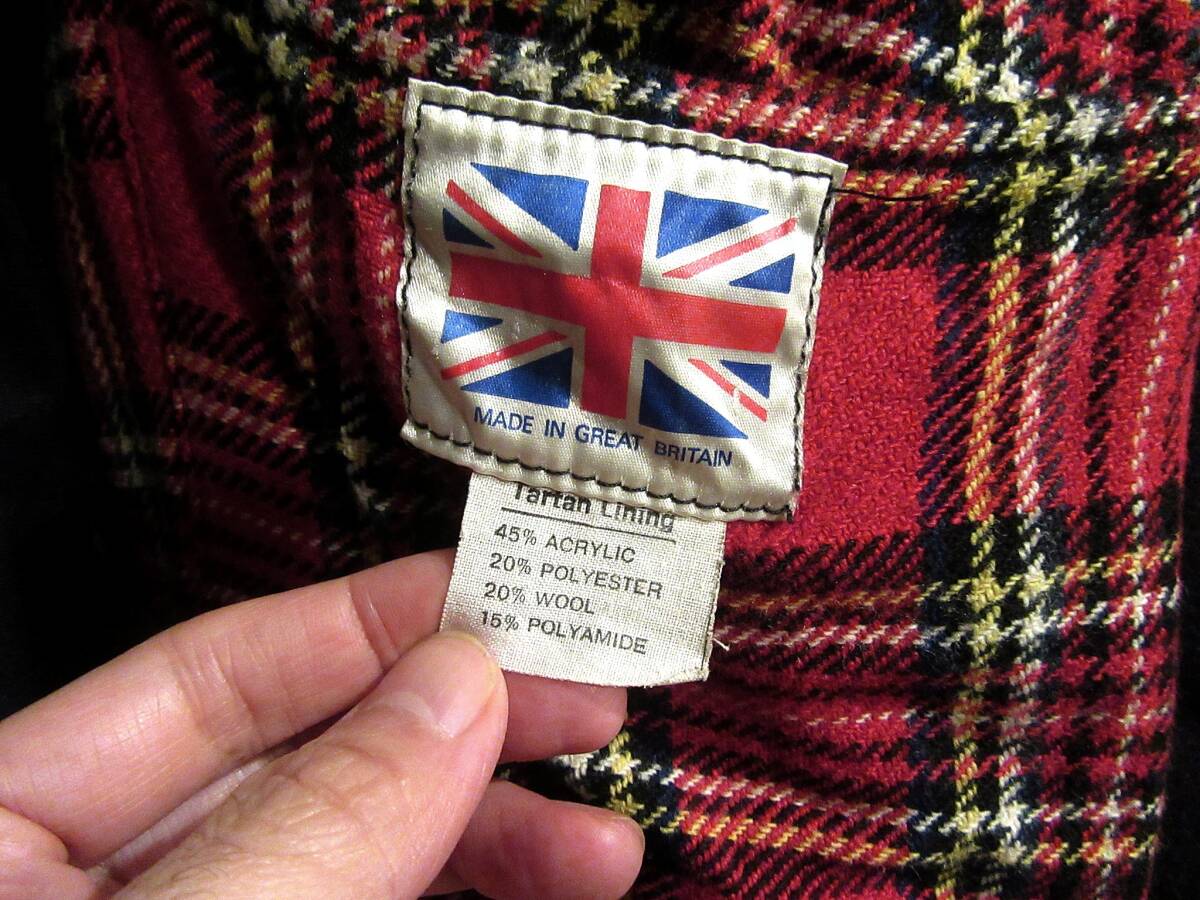 MADE IN GREAT BRITAIN
Tartan Lining
45% ACRYLIC
20% POLYESTER
20% WOOL
15% POLYAMIDE